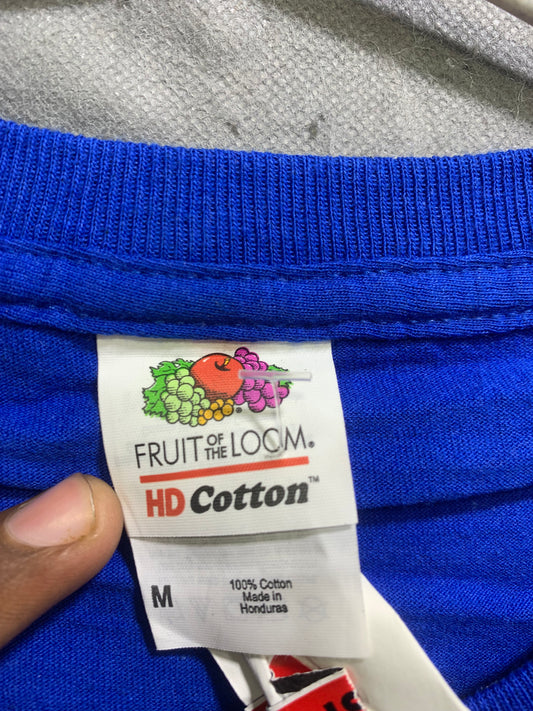 FRUIT OF THE LOOM®
HD Cotton™
M
100% Cotton
Made in
Honduras